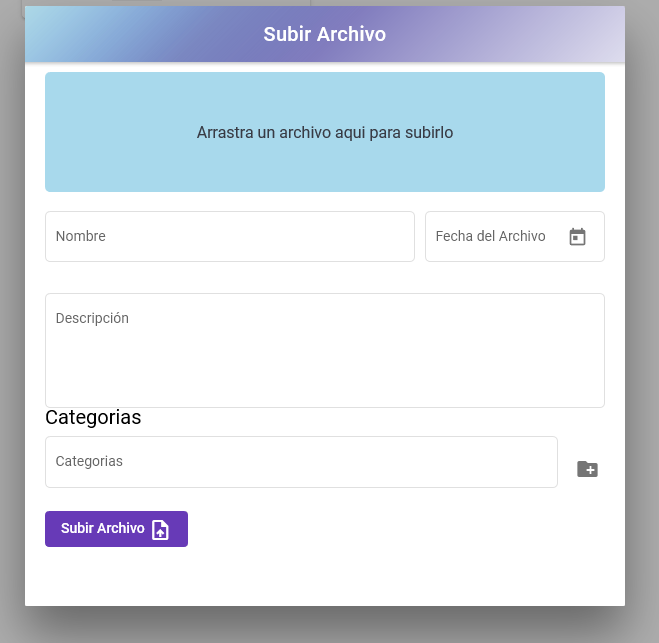 Subir Archivo
Arrastra un archivo aqui para subirlo
Nombre
Fecha del Archivo
Descripción
Categorias
Categorias
Subir Archivo